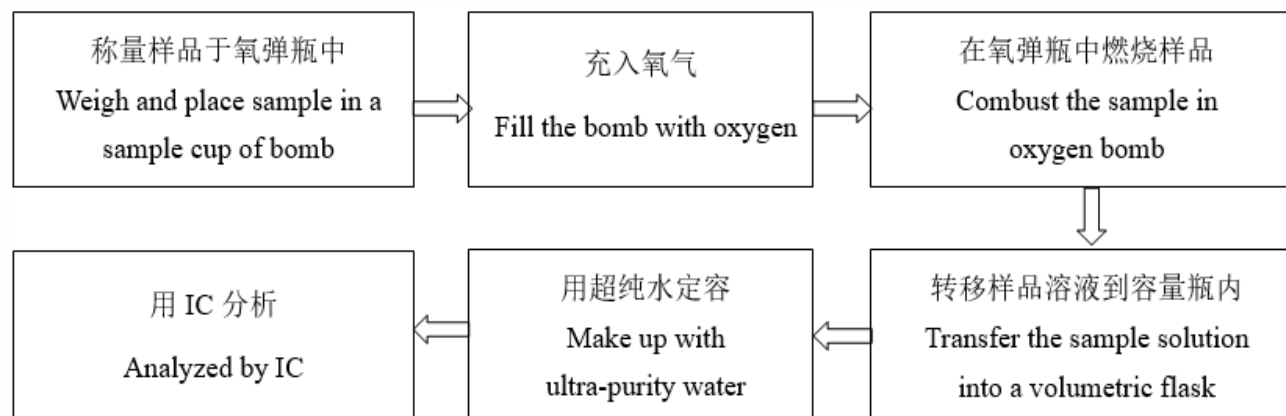 称量样品于氧弹瓶中
Weigh and place sample in a
sample cup of bomb
充入氧气
Fill the bomb with oxygen
在氧弹瓶中燃烧样品
Combust the sample in
oxygen bomb
转移样品溶液到容量瓶内
Transfer the sample solution
into a volumetric flask
用超纯水定容
Make up with
ultra-purity water
用 IC 分析
Analyzed by IC